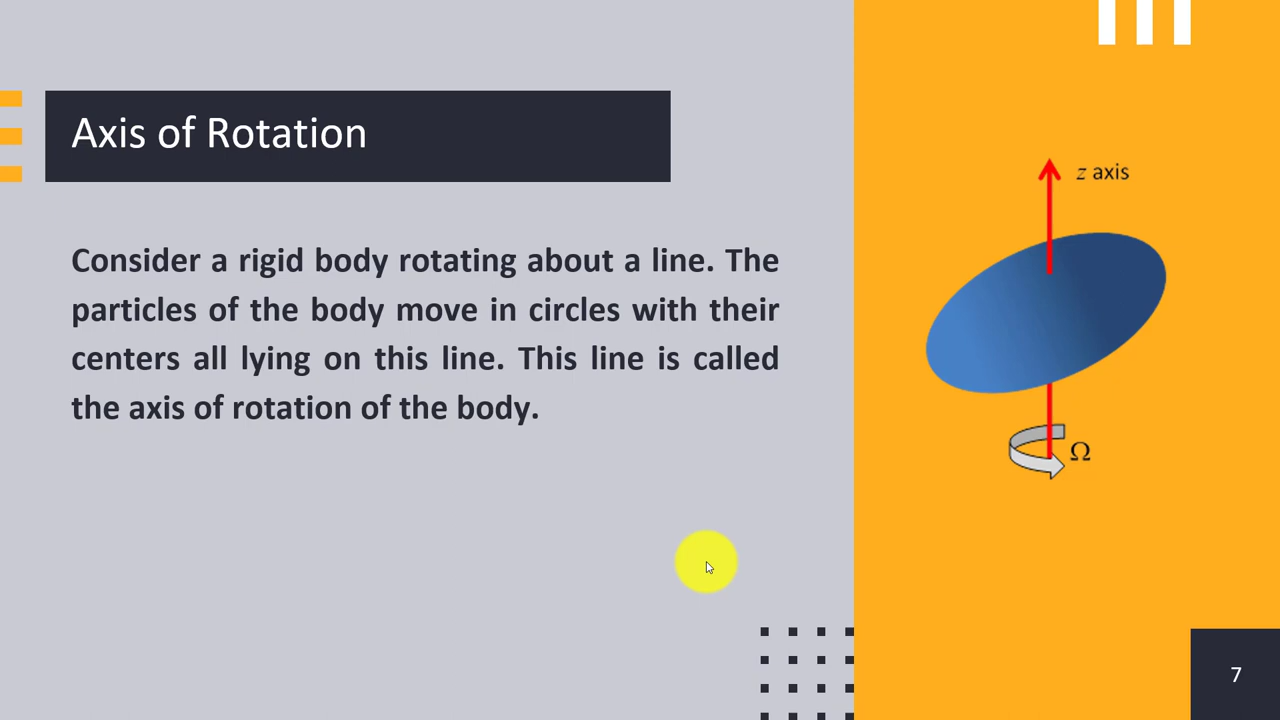 Axis of Rotation
Consider a rigid body rotating about a line. The
particles of the body move in circles with their
centers all lying on this line. This line is called
the axis of rotation of the body.
z axis
Ω
7